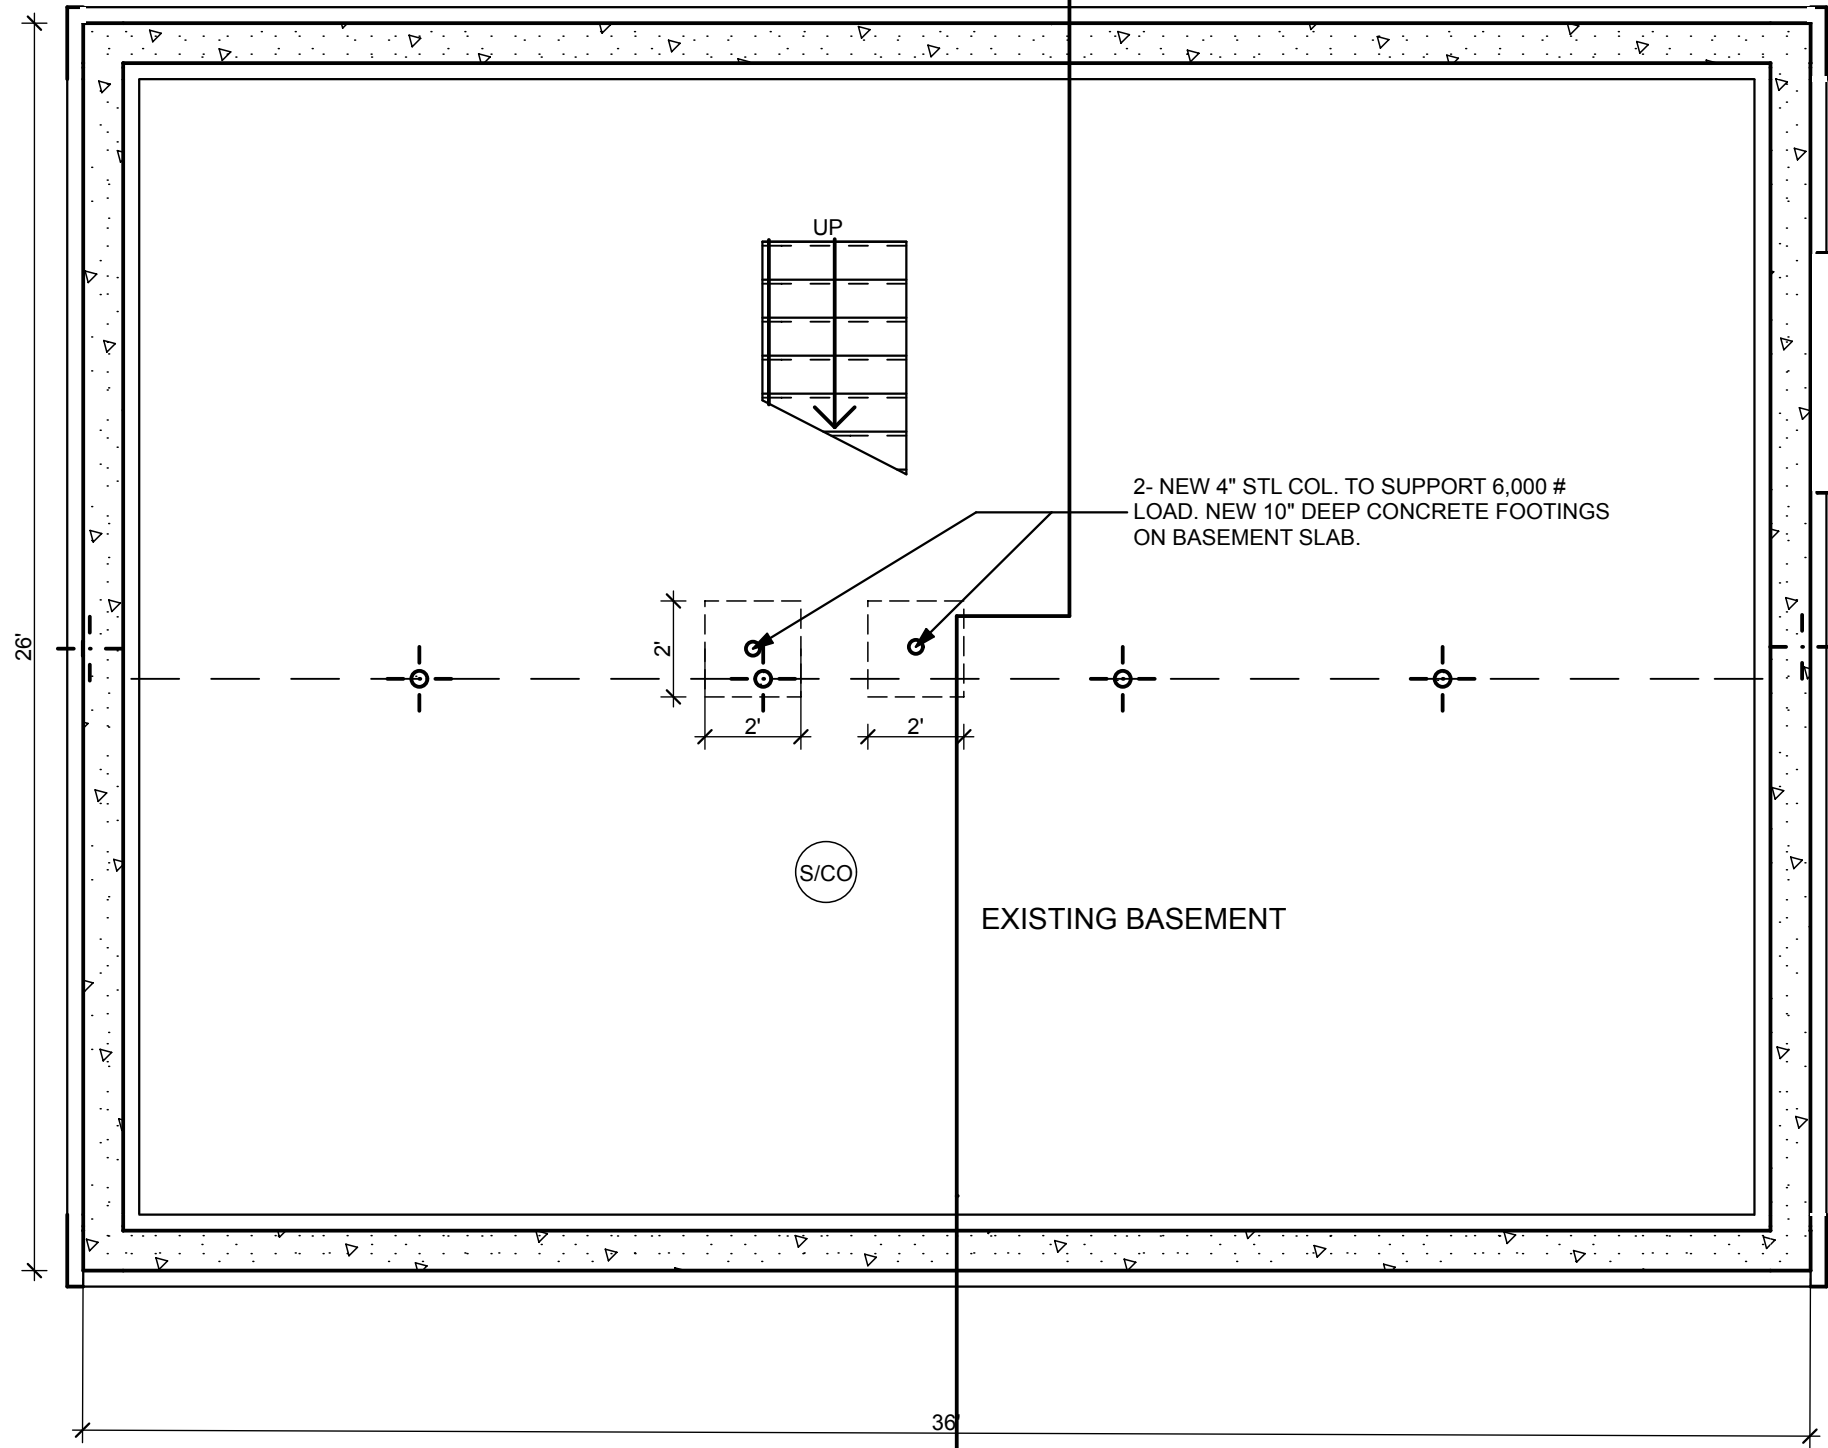 UP
2- NEW 4" STL COL. TO SUPPORT 6,000 #
LOAD. NEW 10" DEEP CONCRETE FOOTINGS
ON BASEMENT SLAB.
26'
2'
2'
2'
S/CO
EXISTING BASEMENT
36'